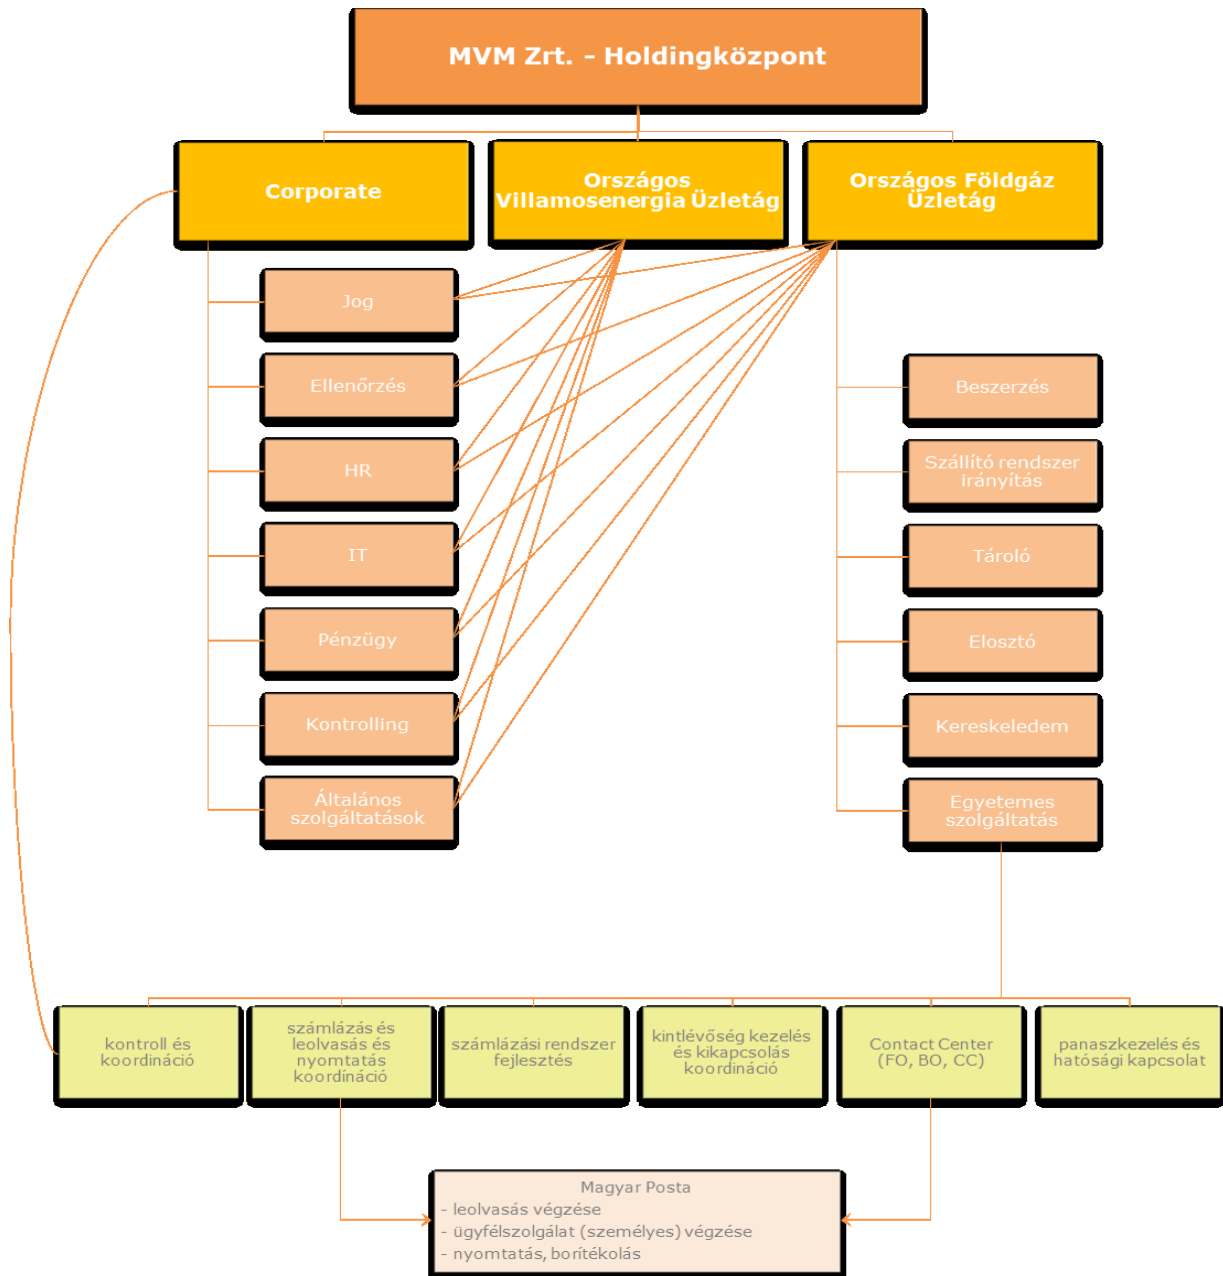 MVM Zrt. – Holdingközpont
Corporate
Országos
Villamosenergia Üzletág
Országos Földgáz
Üzletág
Jog
Ellenőrzés
HR
IT
Pénzügy
Kontrolling
Általános
szolgáltatások
Beszerzés
Szállító rendszer
irányítás
Tároló
Elosztó
Kereskeledem
Egyetemes
szolgáltatás
kontroll és
koordináció
számlázás és
leolvasás és
nyomtatás
koordináció
számlázási rendszer
fejlesztés
kintlévőség kezelés
és kikapcsolás
koordináció
Contact Center
(FO, BO, CC)
panaszkezelés és
hatósági kapcsolat
Magyar Posta
- leolvasás végzése
- ügyfélszolgálat (személyes) végzése
- nyomtatás, borítékolás